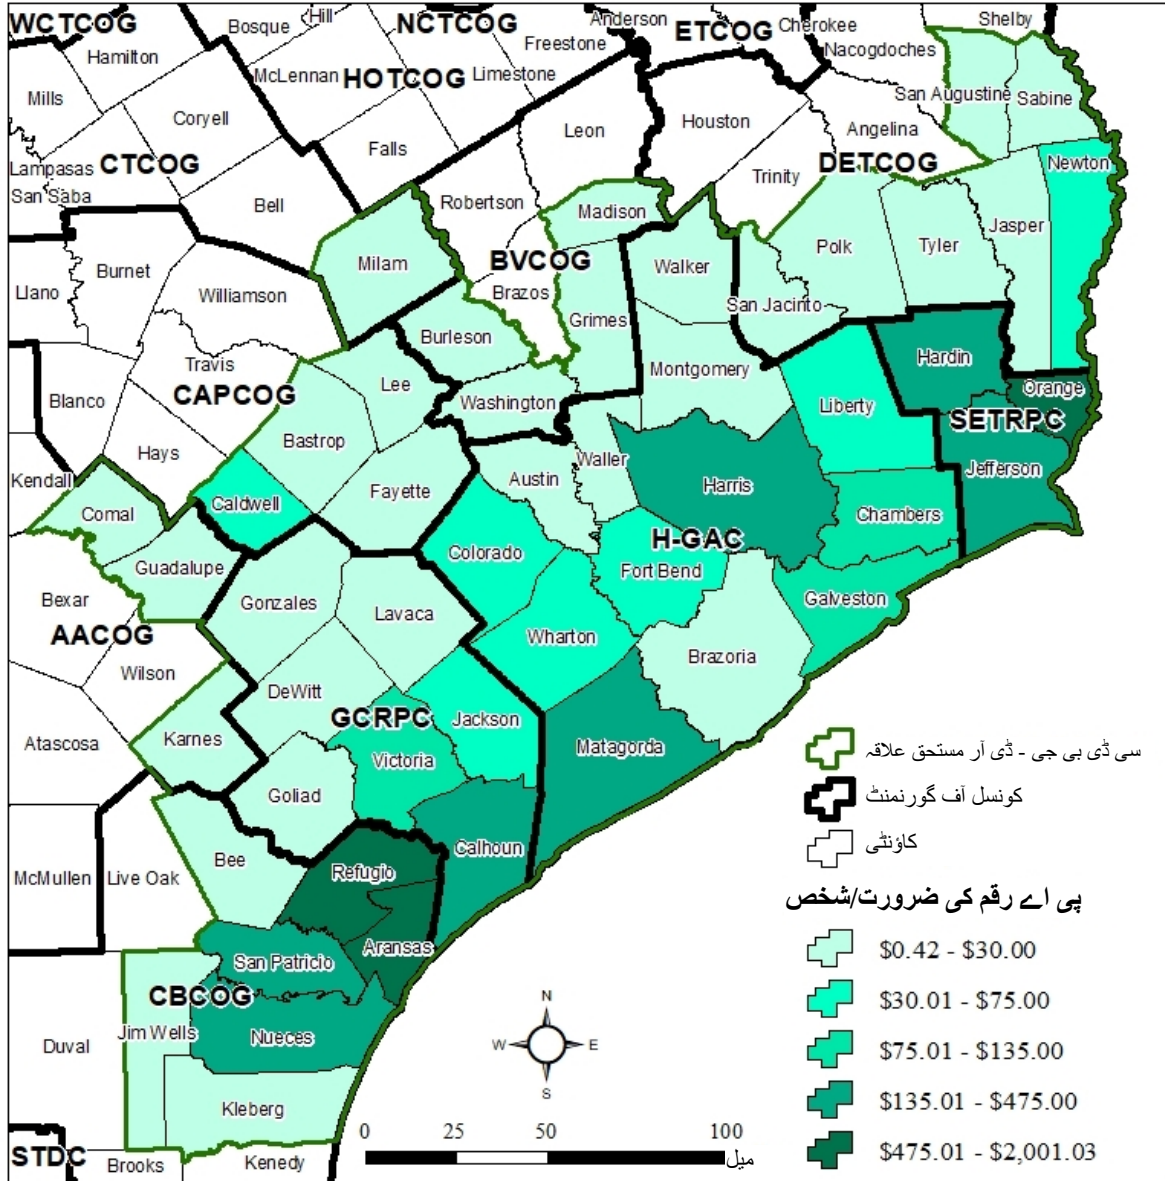 WCTCOG
Hamilton
Bosque
Hill
NCTCOG
Anderson
ETCOG
Cherokee
Shelby
Freestone
Nacogdoches
McLennan
HOTCOG
Limestone
Mills
Coryell
Leon
Houston
San Augustine
Sabine
Angelina
Falls
Lampasas
CTCOG
DETCOG
Newton
San Saba
Bell
Trinity
Robertson
Madison
Jasper
Polk
Tyler
Milam
BVCOG
Walker
Burnet
Llano
Williamson
Brazos
San Jacinto
Grimes
Burleson
Travis
Hardin
Montgomery
Lee
CAPCOG
Orange
Blanco
Washington
Liberty
SETRPC
Bastrop
Hays
Waller
Jefferson
Kendall
Austin
Harris
Fayette
Caldwell
Comal
Chambers
H-GAC
Colorado
Guadalupe
Fort Bend
Bexar
Gonzales
Lavaca
Galveston
AACOG
Wharton
Brazoria
Wilson
DeWitt
GCRPC
Jackson
Karnes
Atascosa
Matagorda
Victoria
Goliad
Calhoun
Bee
Refugio
McMullen
Live Oak
Aransas
San Patricio
CBCOG
Jim Wells
Nueces
Duval
Kleberg
STDC
Brooks
Kenedy
سی ڈی بی جی - ڈی آر مستحق علاقہ
کونسل آف گورنمنٹ
کاؤنٹی
پی اے رقم کی ضرورت/شخص
$0.42 - $30.00
$30.01 - $75.00
$75.01 - $135.00
$135.01 - $475.00
$475.01 - $2,001.03
N
W
E
S
0 25 50 100
میل